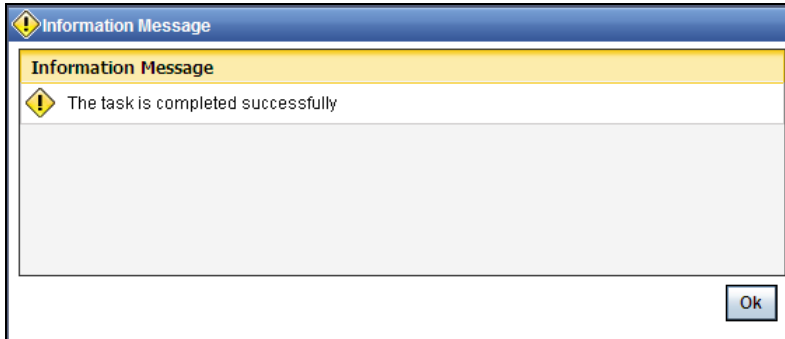 Information Message
Information Message
The task is completed successfully
Ok